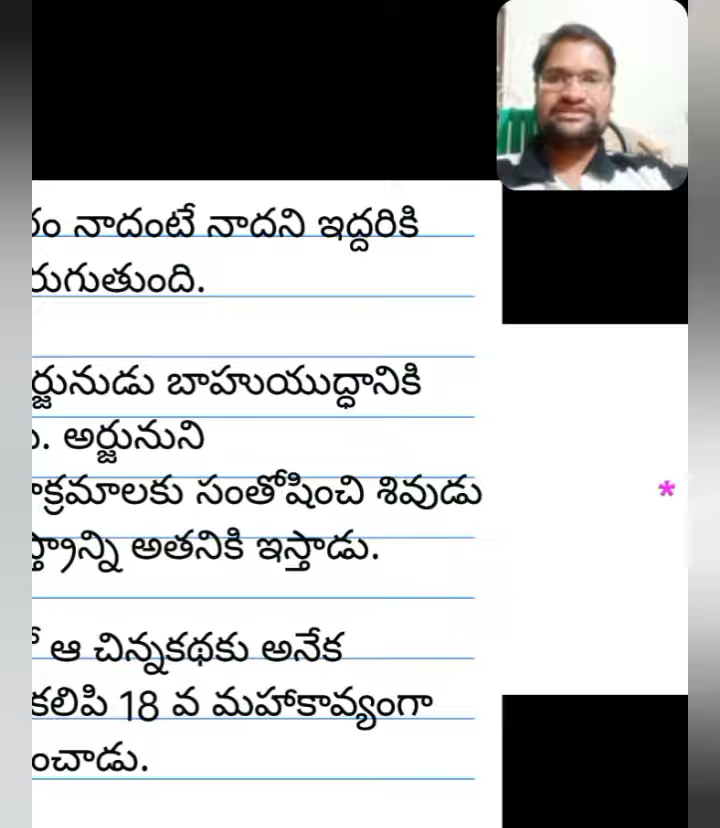 నాదంటే నాదని ఇద్దరికి
రుగుతుంది.
ర్జునుడు బాహుయుద్ధానికి
అర్జునుని
క్రమాలకు సంతోషించి శివుడు
స్త్రాన్ని అతనికి ఇస్తాడు.
ఆ చిన్నకథకు అనేక
కలిపి 18 వ మహాకావ్యంగా
ంచాడు.
*